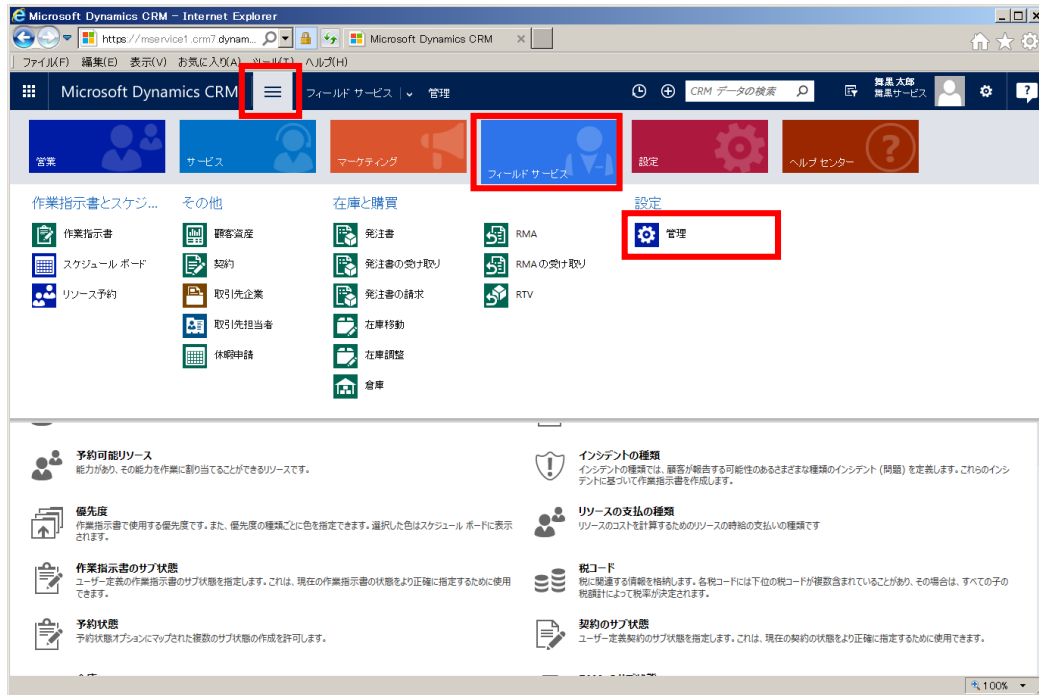 Microsoft Dynamics CRM - Internet Explorer
https://mservice1.crm7.dynam...
Microsoft Dynamics CRM
ファイル(F) 編集(E) 表示(V) お気に入り(A) ツール(T) ヘルプ(H)
Microsoft Dynamics CRM
フィールド サービス
管理
CRM データの検索
舞黒 太郎
舞黒サービス
営業
サービス
マーケティング
フィールド サービス
設定
ヘルプ センター
作業指示書とスケジ...
作業指示書
スケジュール ボード
リソース予約
その他
顧客資産
契約
取引先企業
取引先担当者
休暇申請
在庫と購買
発注書
発注書の受け取り
発注書の請求
在庫移動
在庫調整
倉庫
RMA
RMA の受け取り
RTV
設定
管理
予約可能リソース
能力があり、その能力を作業に割り当てることができるリソースです。
インシデントの種類
インシデントの種類では、顧客が報告する可能性のあるさまざまな種類のインシデント (問題) を定義します。これらのインシ
デントに基づいて作業指示書を作成します。
優先度
作業指示書で使用する優先度です。また、優先度の種類ごとに色を指定できます。選択した色はスケジュール ボードに表示
されます。
リソースの支払の種類
リソースのコストを計算するためのリソースの時給の支払いの種類です
作業指示書のサブ状態
ユーザー定義の作業指示書のサブ状態を指定します。これは、現在の作業指示書の状態をより正確に指定するために使用
できます。
税コード
税に関連する情報を格納します。各税コードには下位の税コードが複数含まれていることがあり、その場合は、すべての子の
税額計によって税率が決定されます。
予約状態
予約状態オプションにマップされた複数のサブ状態の作成を許可します。
契約のサブ状態
ユーザー定義契約のサブ状態を指定します。これは、現在の契約の状態をより正確に指定するために使用できます。
100%